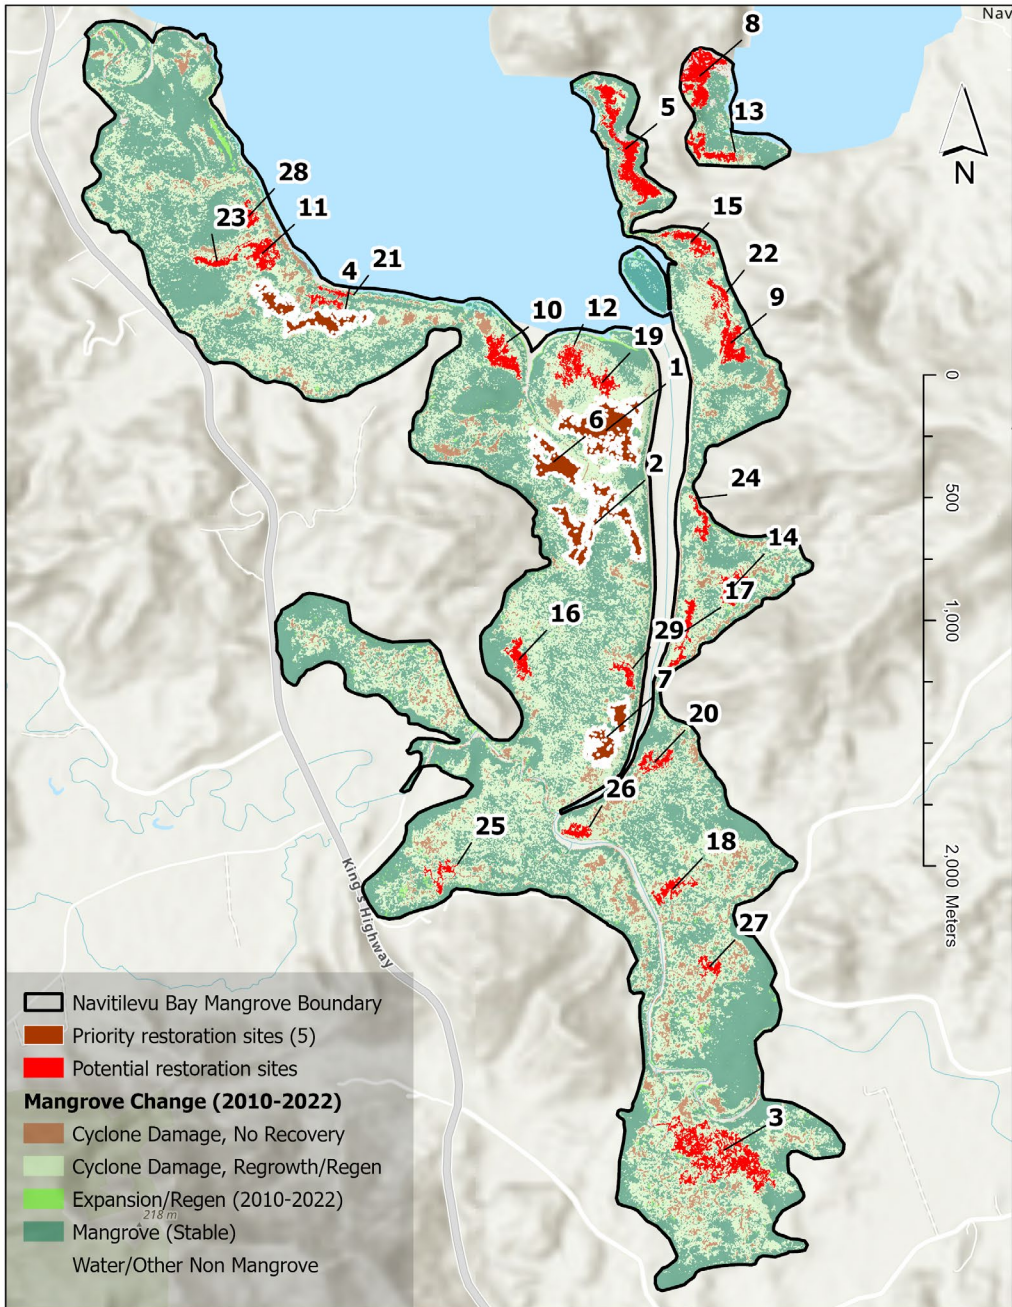 Nav
8
5
13
N
28
23
11
15
4
21
22
9
10
12
19
1
0
6
2
24
500
14
17
16
29
1,000
7
20
26
25
18
2,000 Meters
King's Highway
27
Navitilevu Bay Mangrove Boundary
Priority restoration sites (5)
Potential restoration sites
Mangrove Change (2010-2022)
Cyclone Damage, No Recovery
3
Cyclone Damage, Regrowth/Regen
Expansion/Regen (2010-2022)
218 m
Mangrove (Stable)
Water/Other Non Mangrove